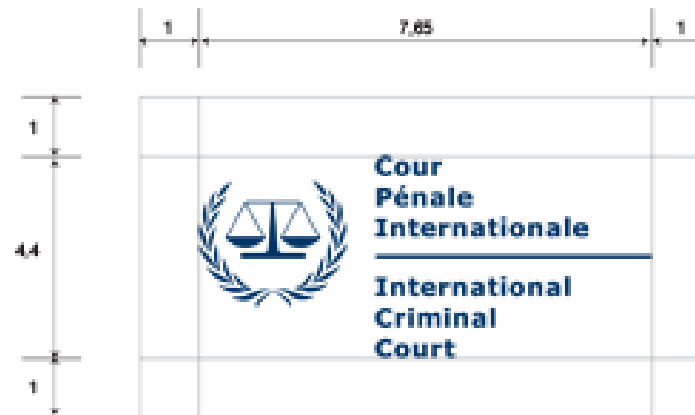 1 7,65 1
1
Cour
Pénale
Internationale
4,4
International
Criminal
Court
1